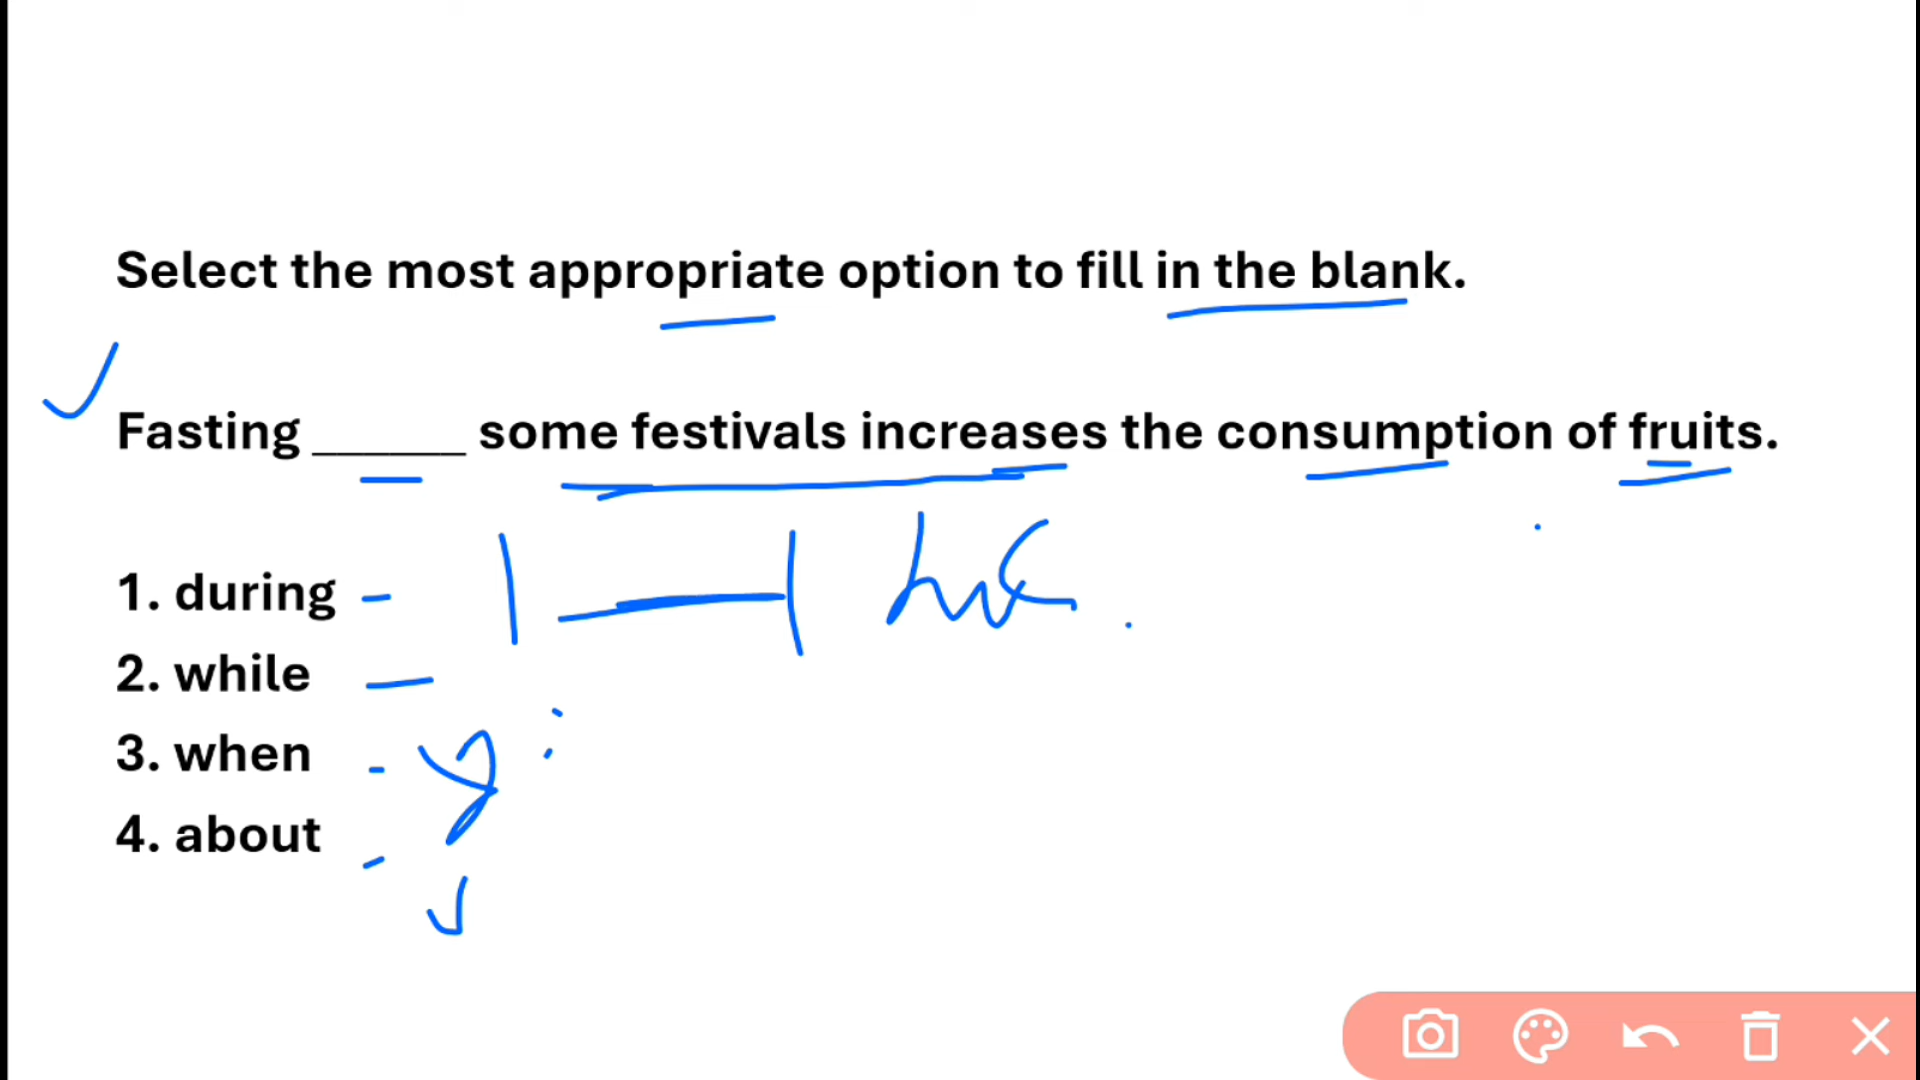 Select the most appropriate option to fill in the blank.
Fasting ______ some festivals increases the consumption of fruits.
1. during
2. while
3. when
4. about